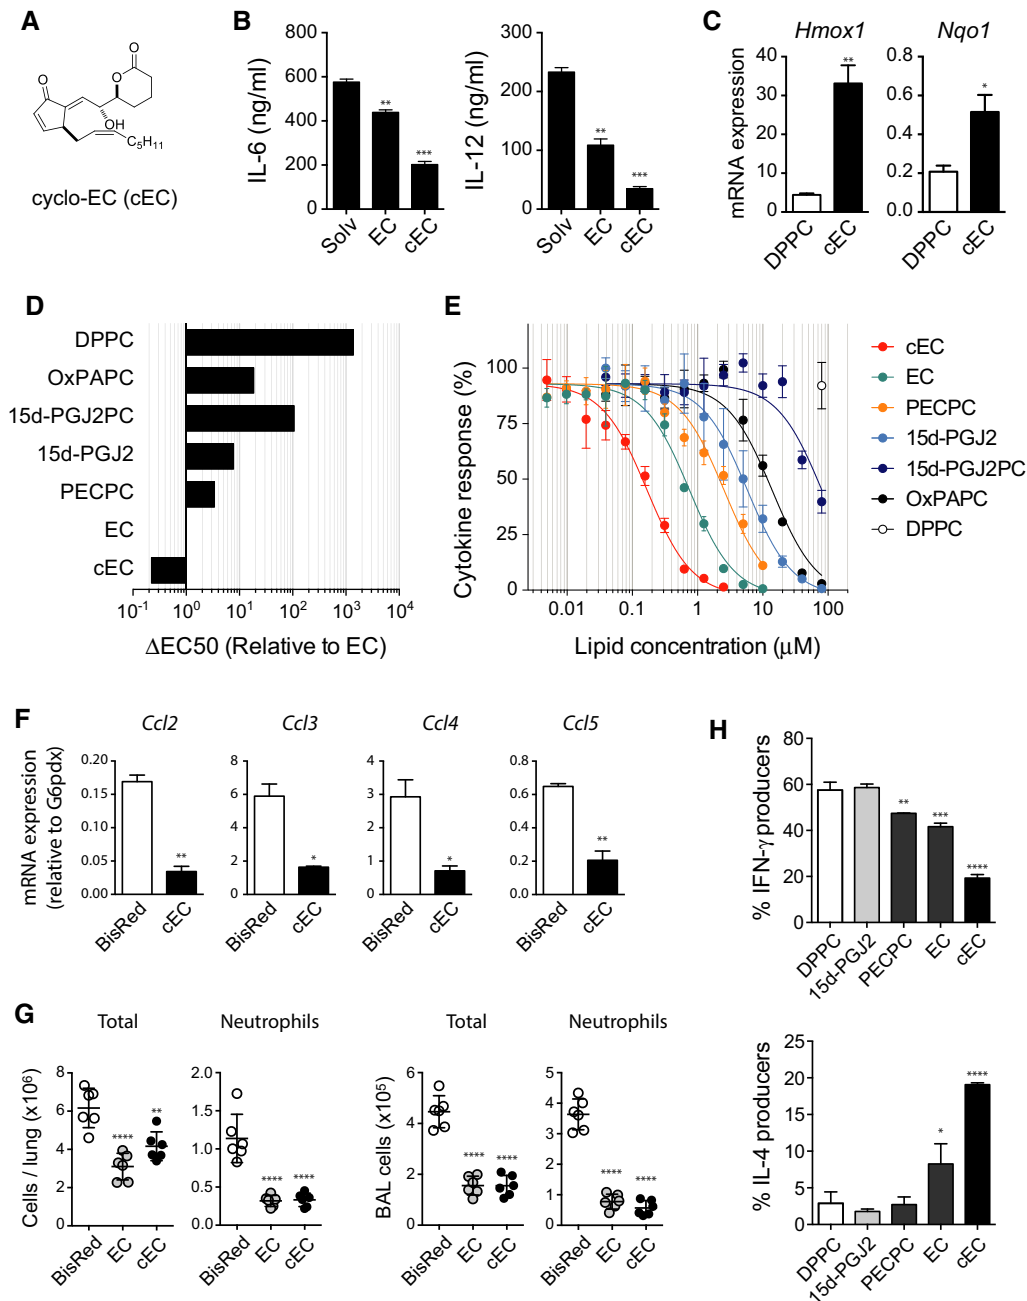 A
O
O
O
OH
C5H11
cyclo-EC (cEC)
B
IL-6 (ng/ml)
800
600
400
200
0
Solv
EC
cEC
**
***
IL-12 (ng/ml)
300
200
100
0
Solv
EC
cEC
**
***
C
Hmox1
Nqo1
mRNA expression
40
30
20
10
0
DPPC
cEC
**
0.8
0.6
0.4
0.2
0.0
DPPC
cEC
*
D
DPPC
OxPAPC
15d-PGJ2PC
15d-PGJ2
PECPC
EC
cEC
10-1
100
101
102
103
104
ΔEC50 (Relative to EC)
E
Cytokine response (%)
100
75
50
25
0
0.01
0.1
1
10
100
Lipid concentration (μM)
cEC
EC
PECPC
15d-PGJ2
15d-PGJ2PC
OxPAPC
DPPC
F
mRNA expression
(relative to G6pdx)
Ccl2
0.20
0.15
0.10
0.05
0.00
BisRed
cEC
**
Ccl3
8
6
4
2
0
BisRed
cEC
*
Ccl4
4
3
2
1
0
BisRed
cEC
*
Ccl5
0.8
0.6
0.4
0.2
0.0
BisRed
cEC
**
G
Total
Cells / lung (x106)
8
6
4
2
0
BisRed
EC
cEC
****
**
Neutrophils
2.0
1.5
1.0
0.5
0.0
BisRed
EC
cEC
****
****
Total
BAL cells (x105)
6
4
2
0
BisRed
EC
cEC
****
****
Neutrophils
5
4
3
2
1
0
BisRed
EC
cEC
****
****
H
% IFN-γ producers
80
60
40
20
0
DPPC
15d-PGJ2
PECPC
EC
cEC
**
***
****
% IL-4 producers
25
20
15
10
5
0
DPPC
15d-PGJ2
PECPC
EC
cEC
*
****